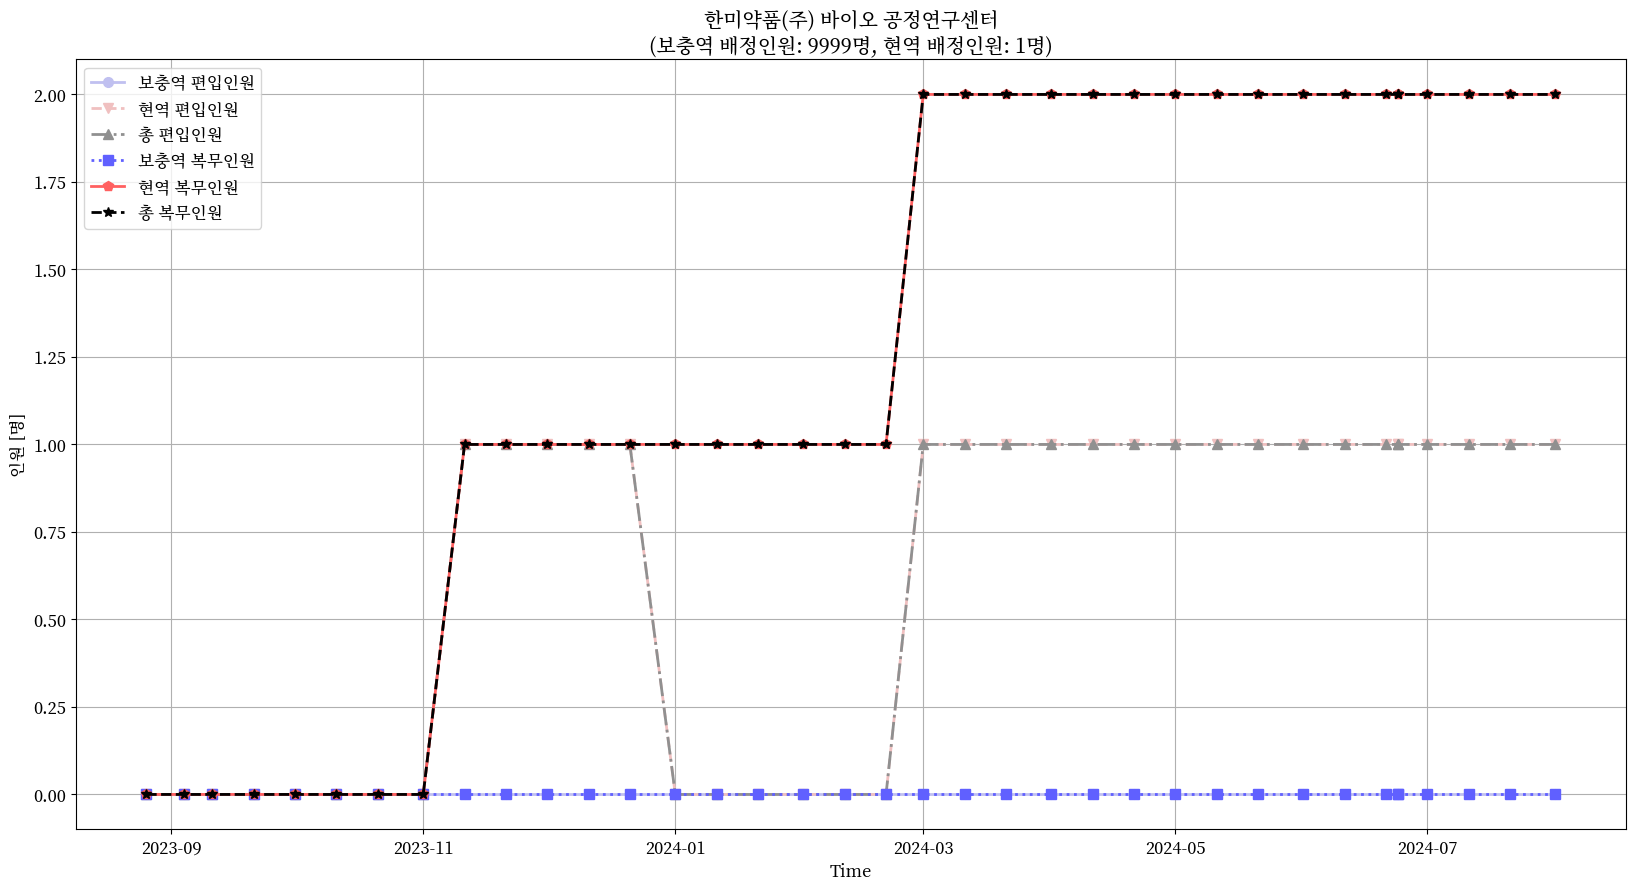 한미약품(주) 바이오 공정연구센터
(보충역 배정인원: 9999명, 현역 배정인원: 1명)
보충역 편입인원
현역 편입인원
총 편입인원
보충역 복무인원
현역 복무인원
총 복무인원
2.00
1.75
1.50
1.25
1.00
0.75
0.50
0.25
0.00
인원 [명]
2023-09
2023-11
2024-01
2024-03
2024-05
2024-07
Time